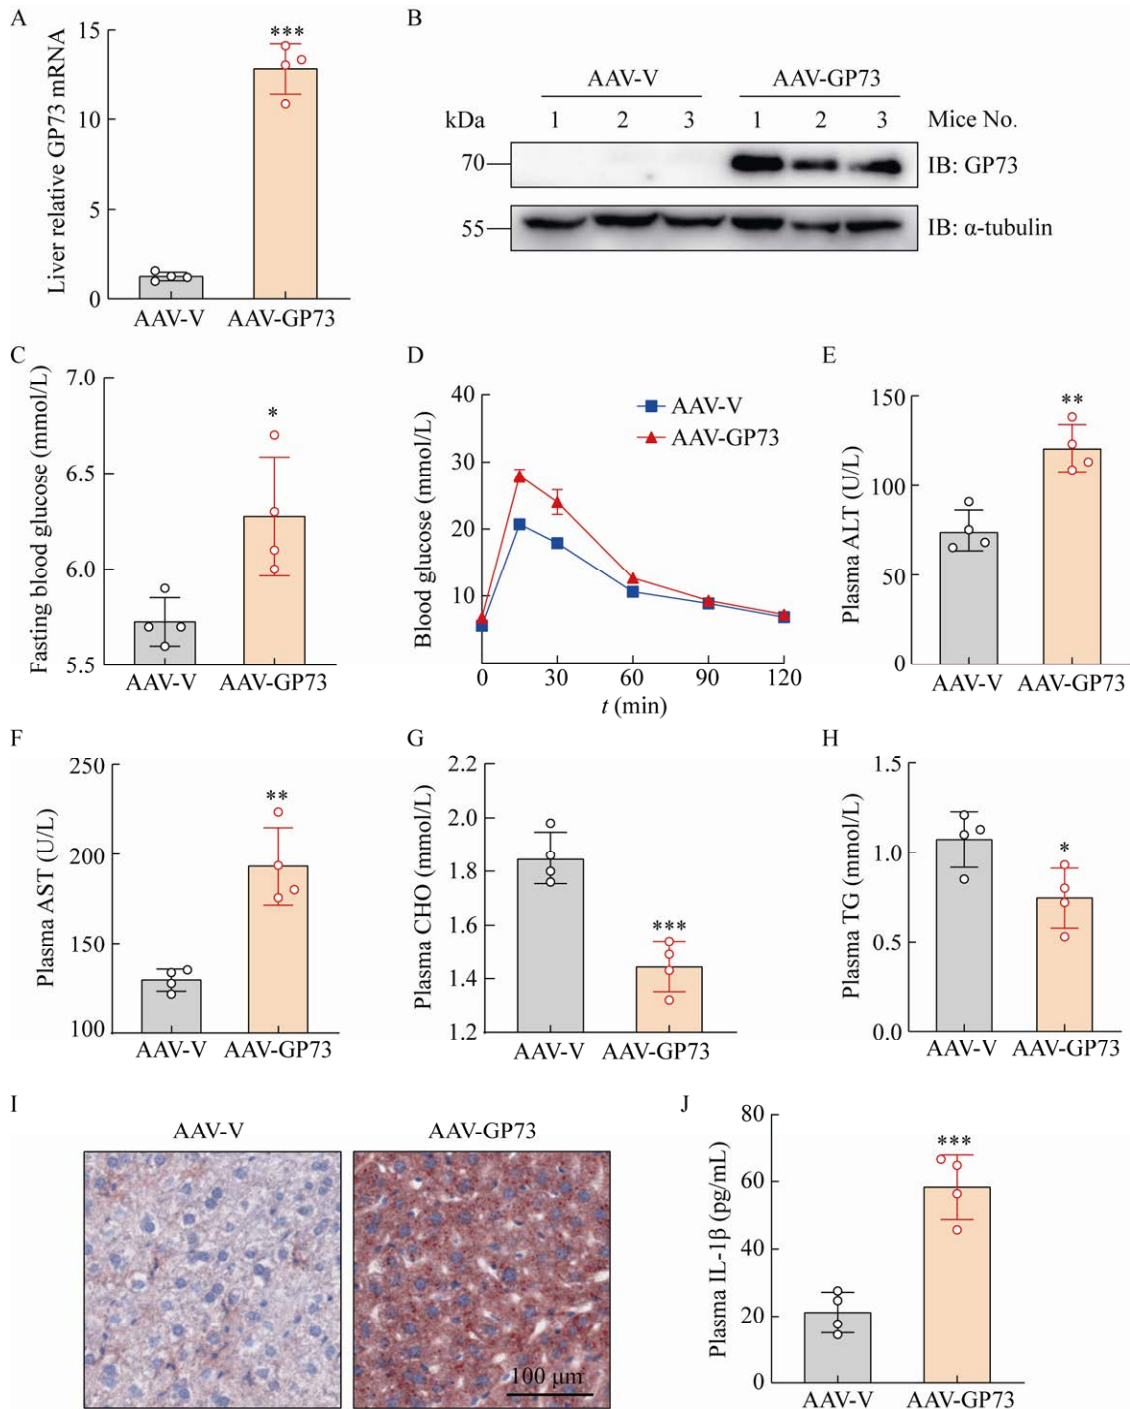 A
Liver relative GP73 mRNA
15
10
5
0
***
AAV-V
AAV-GP73
B
AAV-V
AAV-GP73
kDa
1
2
3
1
2
3
Mice No.
70
IB: GP73
55
IB: α-tubulin
C
Fasting blood glucose (mmol/L)
7.0
6.5
6.0
5.5
*
AAV-V
AAV-GP73
D
Blood glucose (mmol/L)
40
30
20
10
AAV-V
AAV-GP73
0
30
60
90
120
t (min)
E
Plasma ALT (U/L)
150
100
50
0
**
AAV-V
AAV-GP73
F
Plasma AST (U/L)
250
200
150
100
**
AAV-V
AAV-GP73
G
Plasma CHO (mmol/L)
2.2
2.0
1.8
1.6
1.4
1.2
***
AAV-V
AAV-GP73
H
Plasma TG (mmol/L)
1.5
1.0
0.5
0.0
*
AAV-V
AAV-GP73
I
AAV-V
AAV-GP73
100 μm
J
Plasma IL-1β (pg/mL)
80
60
40
20
0
***
AAV-V
AAV-GP73